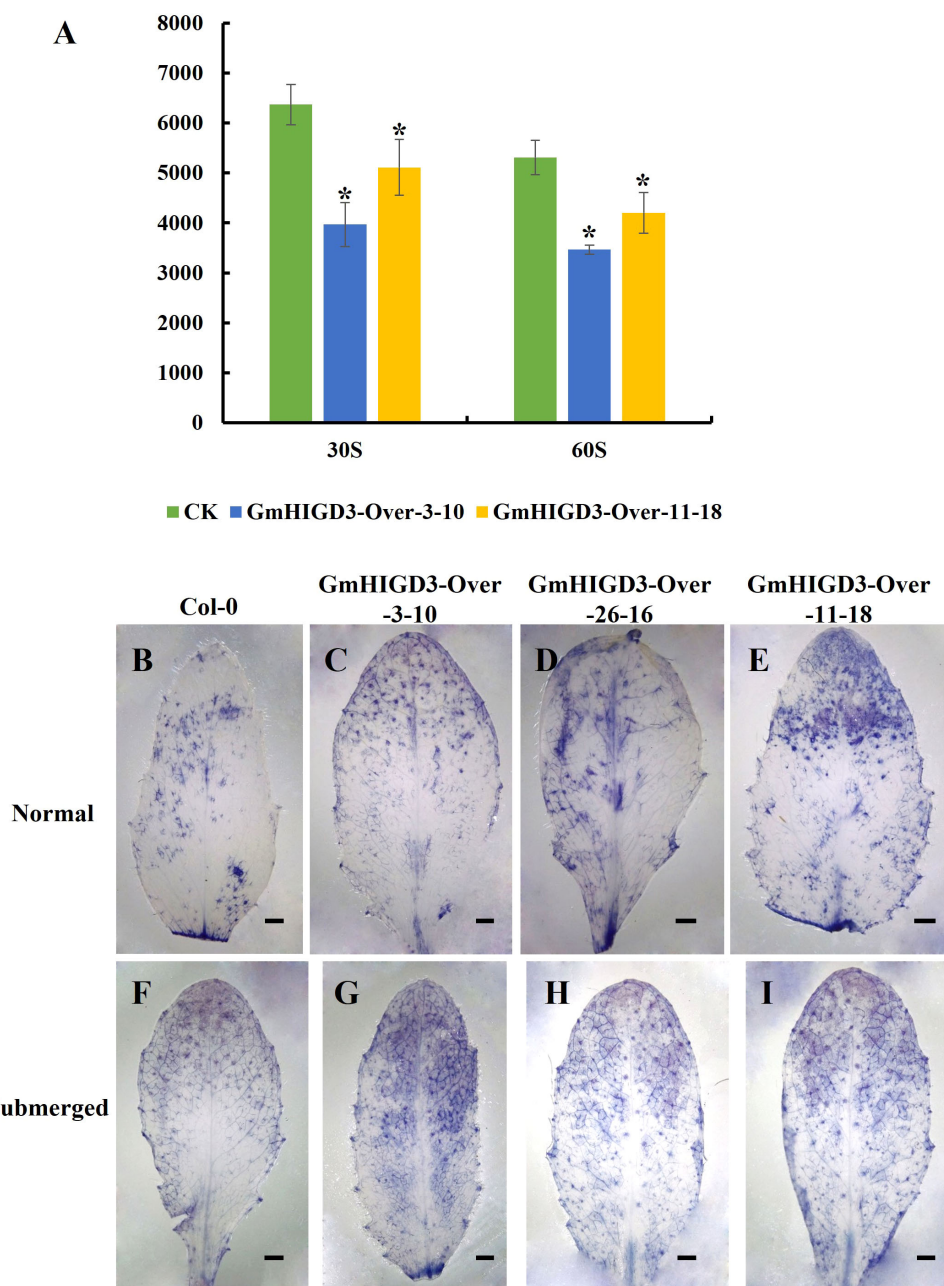 A
8000
7000
6000
5000
4000
3000
2000
1000
0
* * * *
30S 60S
CK GmHIGD3-Over-3-10 GmHIGD3-Over-11-18
Col-0
GmHIGD3-Over
-3-10
GmHIGD3-Over
-26-16
GmHIGD3-Over
-11-18
Normal
B C D E
ubmerged
F G H I